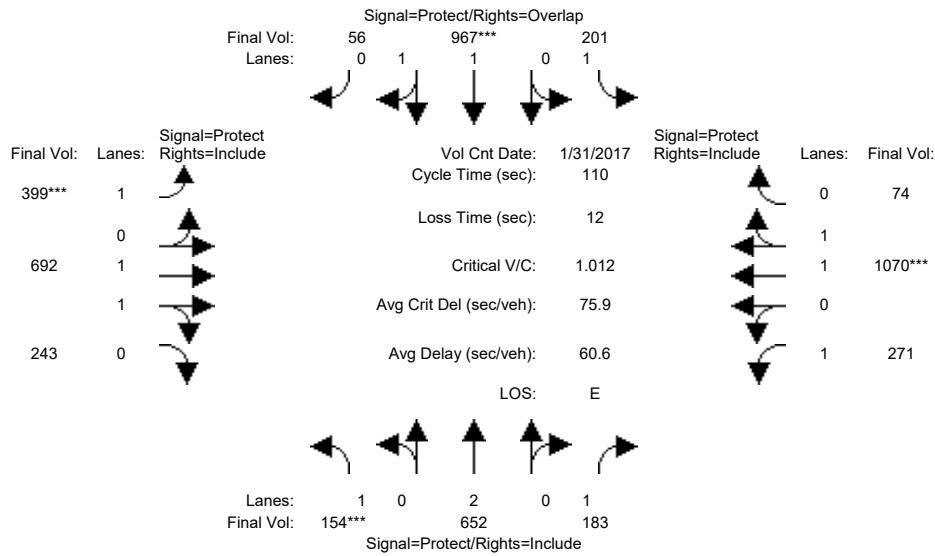 Signal=Protect/Rights=Overlap
Final Vol: 56 967*** 201
Lanes: 0 1 1 0 1
Signal=Protect Signal=Protect
Final Vol: Lanes: Rights=Include Vol Cnt Date: 1/31/2017 Rights=Include Lanes: Final Vol:
Cycle Time (sec): 110
399*** 1 0 74
Loss Time (sec): 12
0 1
692 1 Critical V/C: 1.012 1 1070***
1 Avg Crit Del (sec/veh): 75.9 0
243 0 Avg Delay (sec/veh): 60.6 1 271
LOS: E
Lanes: 1 0 2 0 1
Final Vol: 154*** 652 183
Signal=Protect/Rights=Include